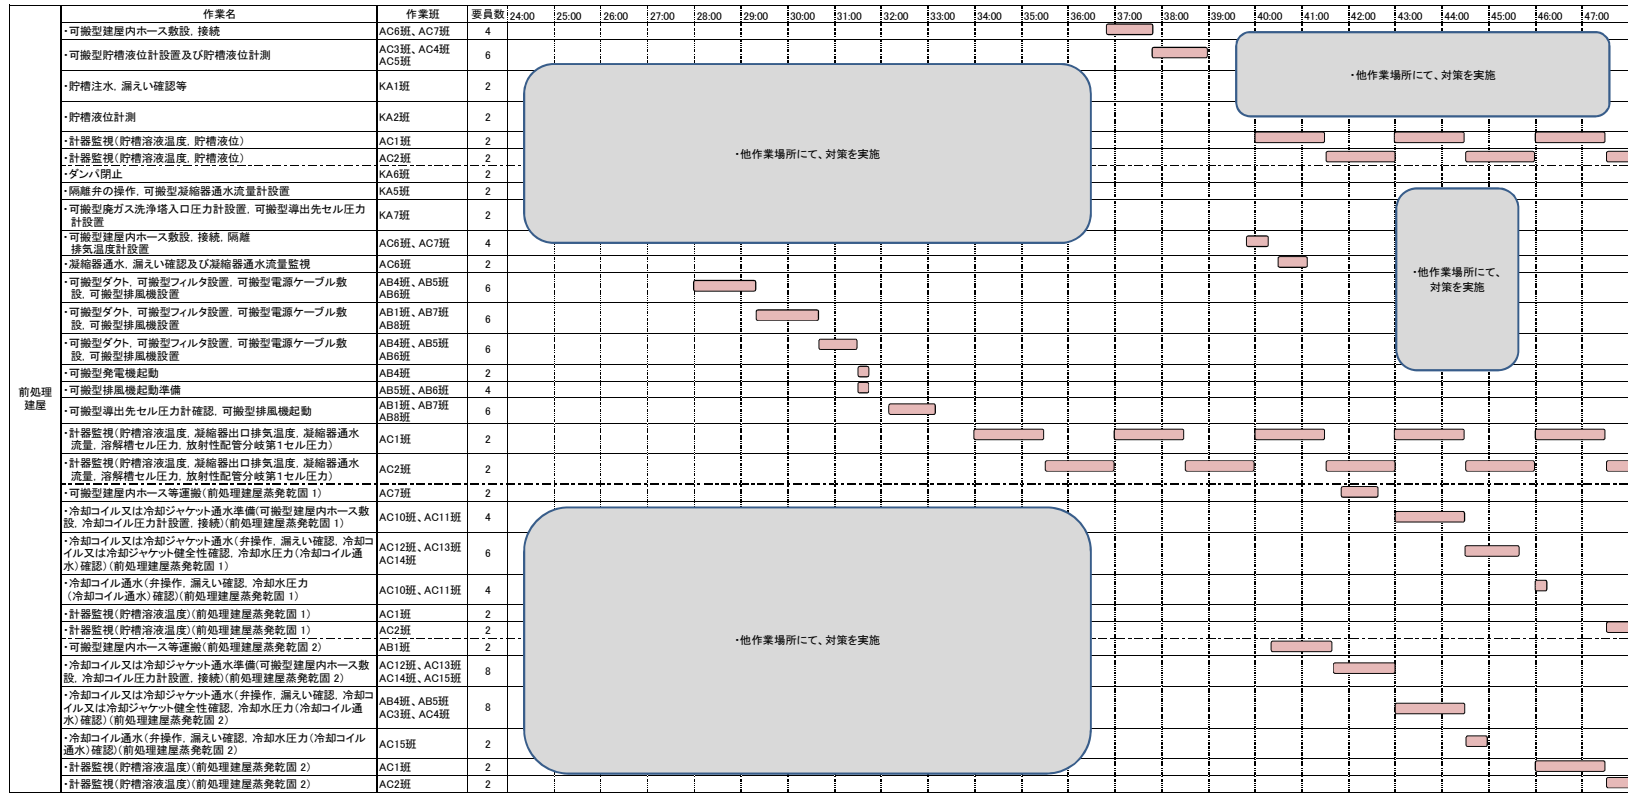 作業名 作業班 要員数 24:00 25:00 26:00 27:00 28:00 29:00 30:00 31:00 32:00 33:00 34:00 35:00 36:00 37:00 38:00 39:00 40:00 41:00 42:00 43:00 44:00 45:00 46:00 47:00
前処理
建屋
・可搬型建屋内ホース敷設，接続 AC6班、AC7班 4
・可搬型貯槽液位計設置及び貯槽液位計測 AC3班、AC4班
AC5班 6
・貯槽注水，漏えい確認等 KA1班 2
・貯槽液位計測 KA2班 2
・計器監視（貯槽溶液温度，貯槽液位） AC1班 2
・計器監視（貯槽溶液温度，貯槽液位） AC2班 2
・ダンパ閉止 KA6班 2
・隔離弁の操作，可搬型凝縮器通水流量計設置 KA5班 2
・可搬型廃ガス洗浄塔入口圧力計設置，可搬型導出先セル圧力
計設置 KA7班 2
・可搬型建屋内ホース敷設，接続，隔離
排気温度計設置 AC6班、AC7班 4
・凝縮器通水，漏えい確認及び凝縮器通水流量監視 AC6班 2
・可搬型ダクト，可搬型フィルタ設置，可搬型電源ケーブル敷
設，可搬型排風機設置 AB4班、AB5班
AB6班 6
・可搬型ダクト，可搬型フィルタ設置，可搬型電源ケーブル敷
設，可搬型排風機設置 AB1班、AB7班
AB8班 6
・可搬型ダクト，可搬型フィルタ設置，可搬型電源ケーブル敷
設，可搬型排風機設置 AB4班、AB5班
AB6班 6
・可搬型発電機起動 AB4班 2
・可搬型排風機起動準備 AB5班、AB6班 4
・可搬型導出先セル圧力計確認，可搬型排風機起動 AB1班、AB7班
AB8班 6
・計器監視（貯槽溶液温度，凝縮器出口排気温度，凝縮器通水
流量，溶解槽セル圧力，放射性配管分岐第1セル圧力） AC1班 2
・計器監視（貯槽溶液温度，凝縮器出口排気温度，凝縮器通水
流量，溶解槽セル圧力，放射性配管分岐第1セル圧力） AC2班 2
・可搬型建屋内ホース等運搬（前処理建屋蒸発乾固 1） AC7班 2
・冷却コイル又は冷却ジャケット通水準備（可搬型建屋内ホース敷
設，冷却コイル圧力計設置，接続）（前処理建屋蒸発乾固 1） AC10班、AC11班 4
・冷却コイル又は冷却ジャケット通水（弁操作，漏えい確認，冷却コ
イル又は冷却ジャケット健全性確認，冷却水圧力（冷却コイル通
水）確認）（前処理建屋蒸発乾固 1） AC12班、AC13班
AC14班 6
・冷却コイル通水（弁操作，漏えい確認，冷却水圧力
（冷却コイル通水）確認）（前処理建屋蒸発乾固 1） AC10班、AC11班 4
・計器監視（貯槽溶液温度）（前処理建屋蒸発乾固 1） AC1班 2
・計器監視（貯槽溶液温度）（前処理建屋蒸発乾固 1） AC2班 2
・可搬型建屋内ホース等運搬（前処理建屋蒸発乾固 2） AB1班 2
・冷却コイル又は冷却ジャケット通水準備（可搬型建屋内ホース敷
設，冷却コイル圧力計設置，接続）（前処理建屋蒸発乾固 2） AC12班、AC13班
AC14班、AC15班 8
・冷却コイル又は冷却ジャケット通水（弁操作，漏えい確認，冷却コ
イル又は冷却ジャケット健全性確認，冷却水圧力（冷却コイル通
水）確認）（前処理建屋蒸発乾固 2） AB4班、AB5班
AC3班、AC4班 8
・冷却コイル通水（弁操作，漏えい確認，冷却水圧力（冷却コイル
通水）確認）（前処理建屋蒸発乾固 2） AC15班 2
・計器監視（貯槽溶液温度）（前処理建屋蒸発乾固 2） AC1班 2
・計器監視（貯槽溶液温度）（前処理建屋蒸発乾固 2） AC2班 2
・他作業場所にて、対策を実施
・他作業場所にて、対策を実施
・他作業場所にて、
対策を実施
・他作業場所にて、対策を実施